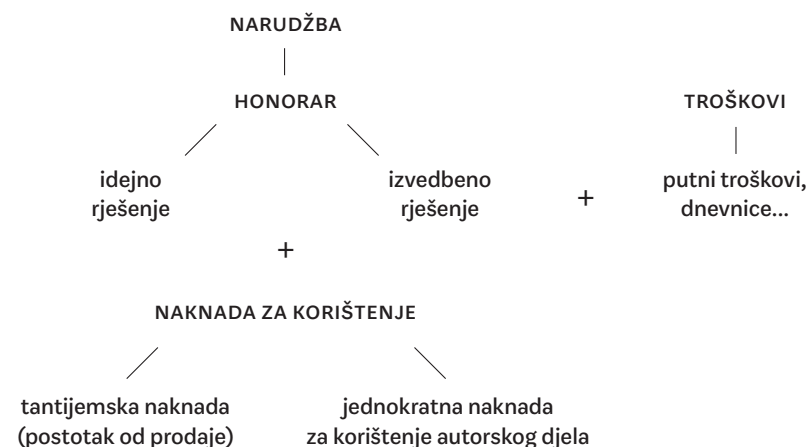 NARUDŽBA
HONORAR
TROŠKOVI
idejno
rješenje
izvedbeno
rješenje
+
putni troškovi,
dnevnice...
+
NAKNADA ZA KORIŠTENJE
tantijemska naknada
(postotak od prodaje)
jednokratna naknada
za korištenje autorskog djela